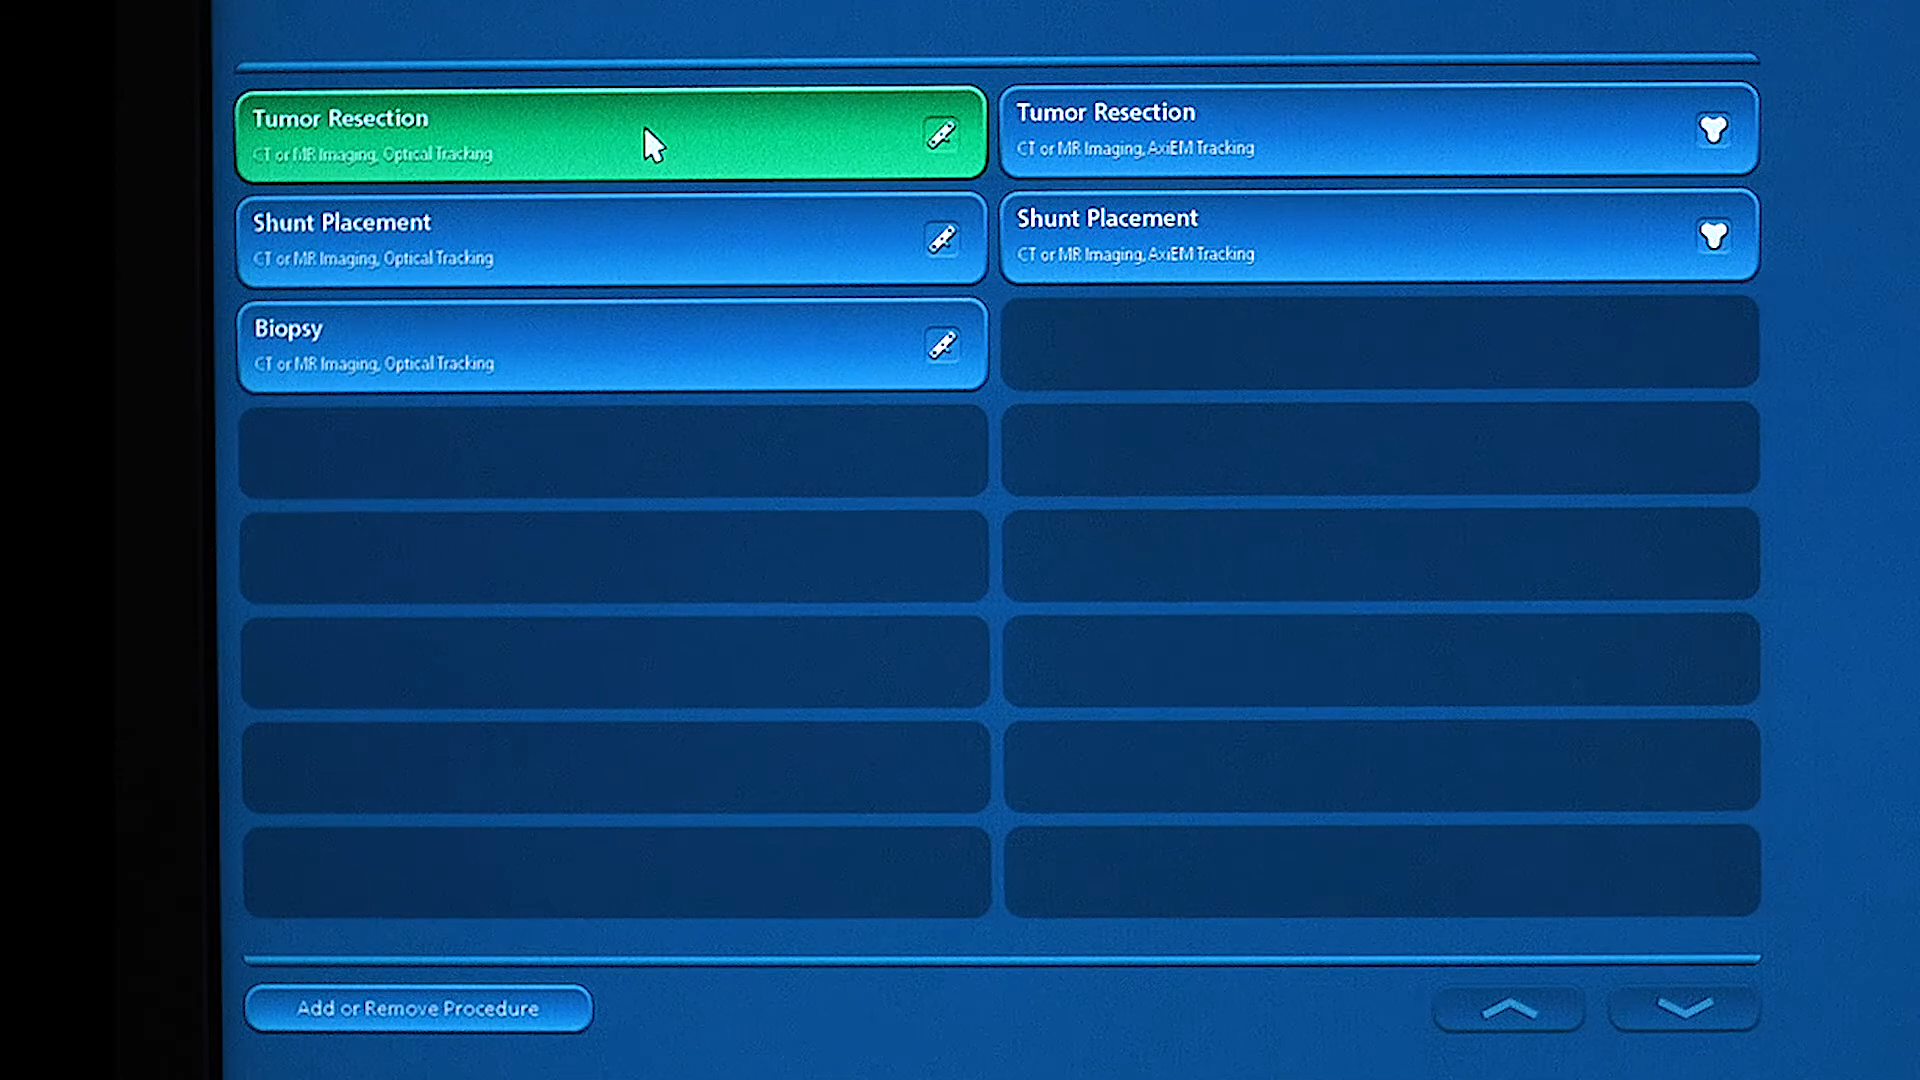 Tumor Resection
CT or MR Imaging, Optical Tracking
Tumor Resection
CT or MR Imaging, AxiEM Tracking
Shunt Placement
CT or MR Imaging, Optical Tracking
Shunt Placement
CT or MR Imaging, AxiEM Tracking
Biopsy
CT or MR Imaging, Optical Tracking
Add or Remove Procedure